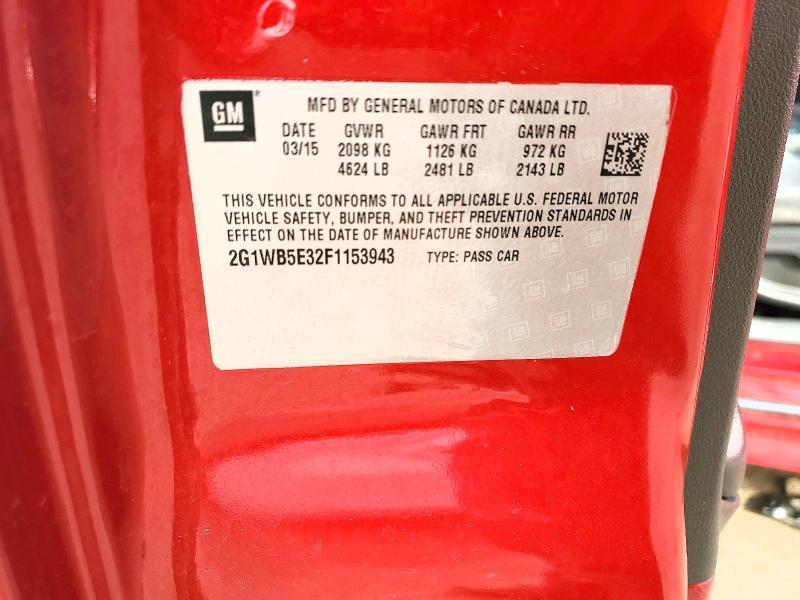 GM ® MFD BY GENERAL MOTORS OF CANADA LTD.
DATE GVWR GAWR FRT GAWR RR
03/15 2098 KG 1126 KG 972 KG
4624 LB 2481 LB 2143 LB
THIS VEHICLE CONFORMS TO ALL APPLICABLE U.S. FEDERAL MOTOR
VEHICLE SAFETY, BUMPER, AND THEFT PREVENTION STANDARDS IN
EFFECT ON THE DATE OF MANUFACTURE SHOWN ABOVE.
2G1WB5E32F1153943 TYPE: PASS CAR